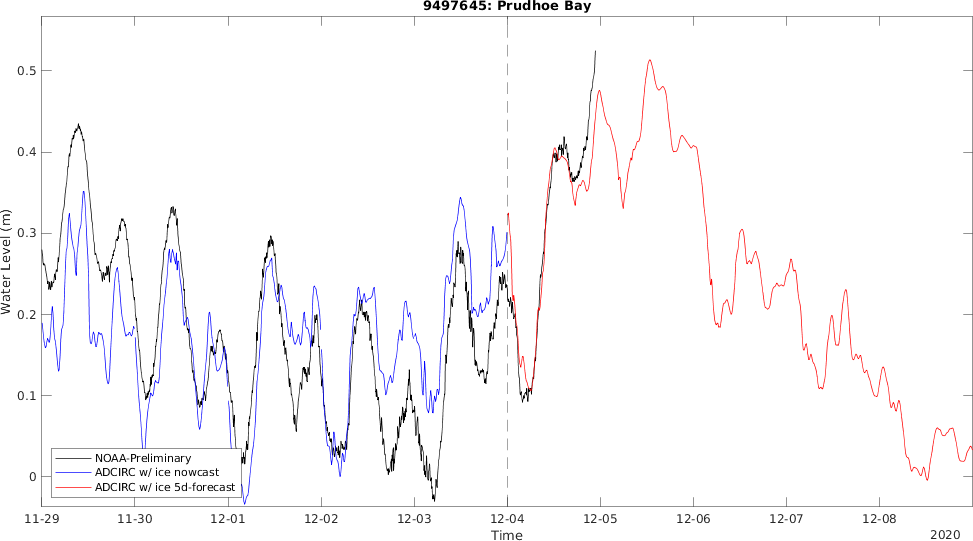 9497645: Prudhoe Bay
Water Level (m)
0.5
0.4
0.3
0.2
0.1
0
NOAA-Preliminary
ADCIRC w/ ice nowcast
ADCIRC w/ ice 5d-forecast
11-29 11-30 12-01 12-02 12-03 12-04 12-05 12-06 12-07 12-08
Time
2020